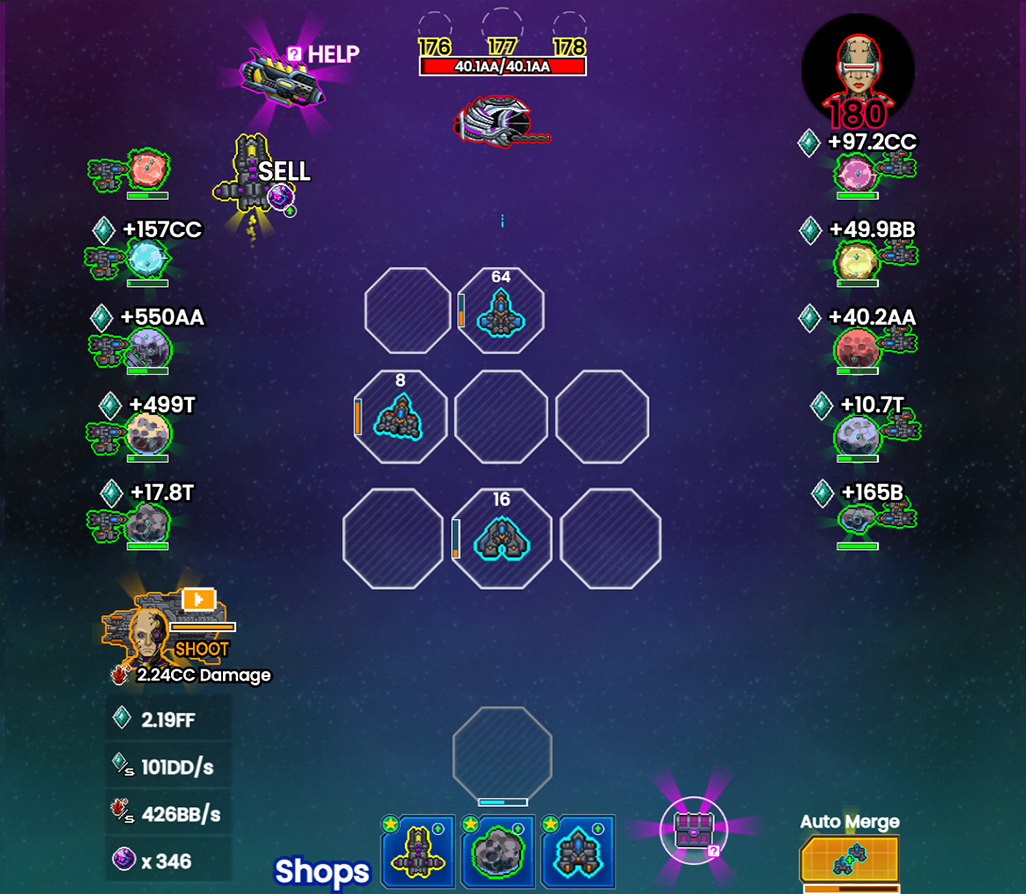 ? HELP
176 177 178
40.1AA/40.1AA
180
SELL
+97.2CC
+157CC
+49.9BB
+550AA
+40.2AA
+499T
+10.7T
+17.8T
+165B
64
8
16
SHOOT
2.24CC Damage
2.19FF
101DD/s
426BB/s
x 346
Shops
?
Auto Merge